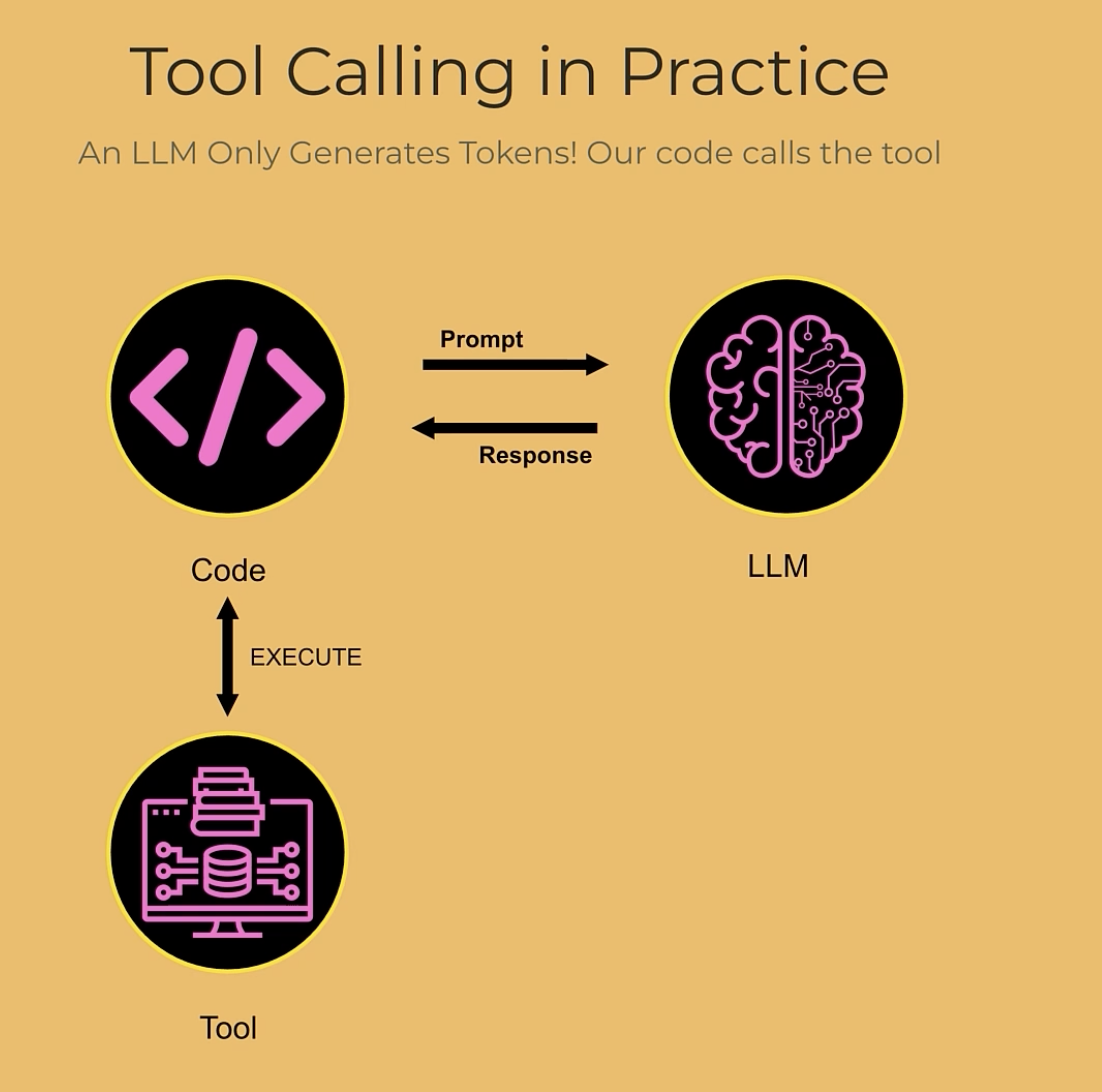 Tool Calling in Practice
An LLM Only Generates Tokens! Our code calls the tool
Prompt
Response
Code
LLM
EXECUTE
Tool